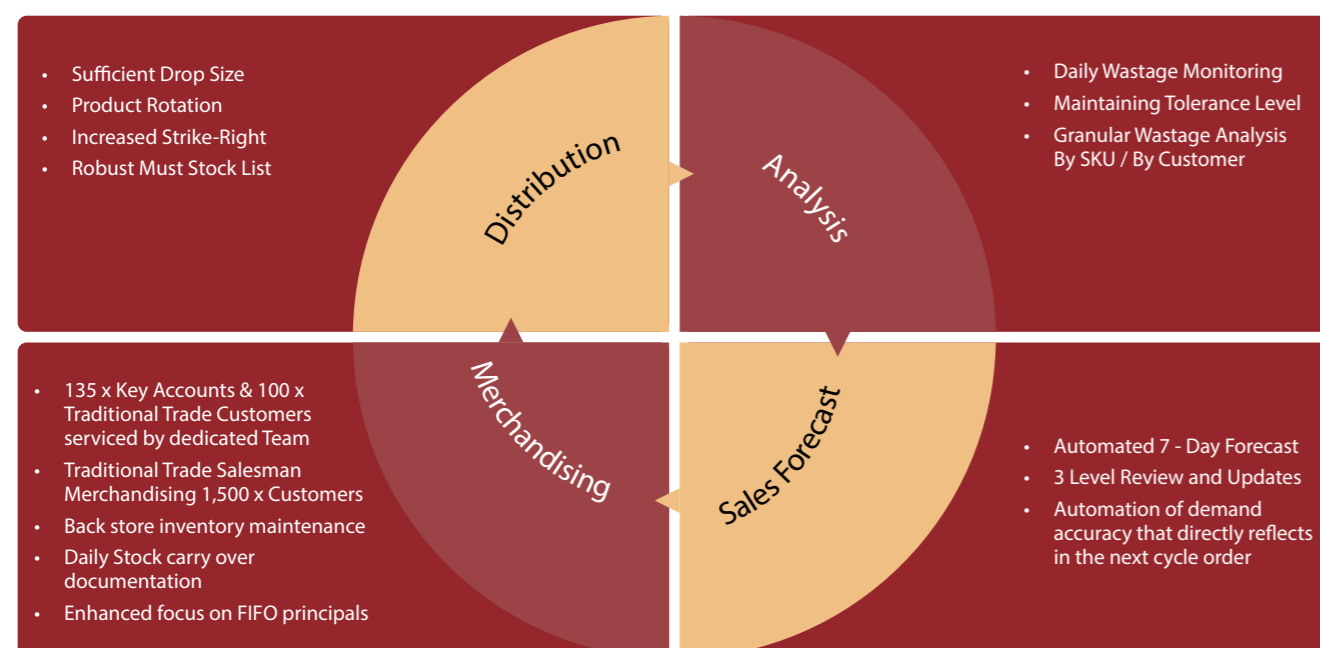 • Sufficient Drop Size
• Product Rotation
• Increased Strike-Right
• Robust Must Stock List
Distribution
Analysis
• Daily Wastage Monitoring
• Maintaining Tolerance Level
• Granular Wastage Analysis
By SKU / By Customer
• 135 x Key Accounts & 100 x
Traditional Trade Customers
serviced by dedicated Team
• Traditional Trade Salesman
Merchandising 1,500 x Customers
• Back store inventory maintenance
• Daily Stock carry over
documentation
• Enhanced focus on FIFO principals
Merchandising
Sales Forecast
• Automated 7 - Day Forecast
• 3 Level Review and Updates
• Automation of demand
accuracy that directly reflects
in the next cycle order